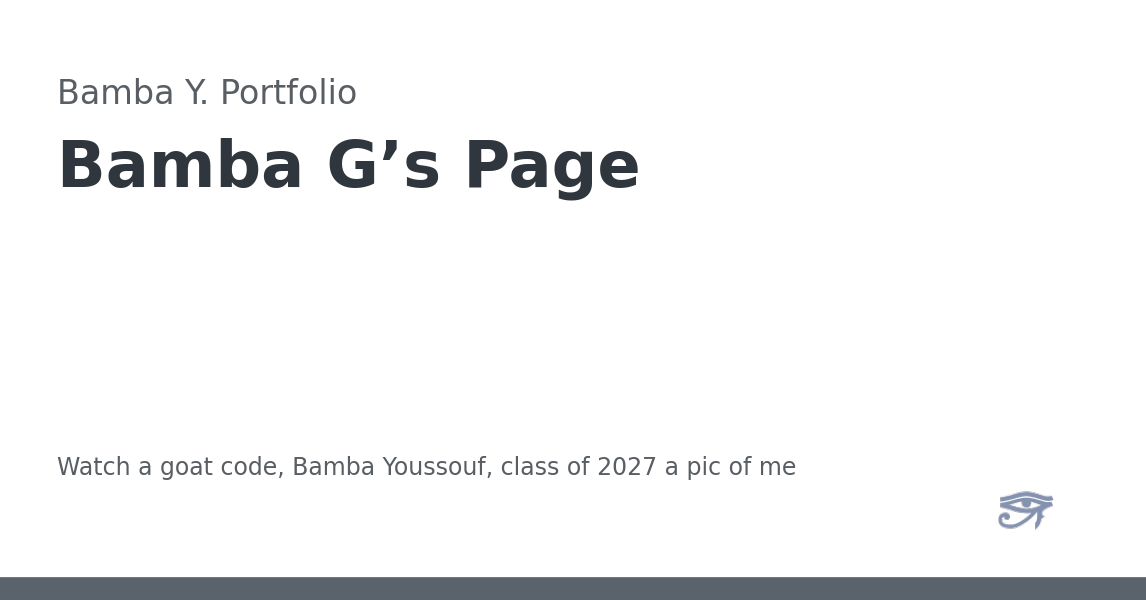 Bamba Y. Portfolio
Bamba G’s Page
Watch a goat code, Bamba Youssouf, class of 2027 a pic of me